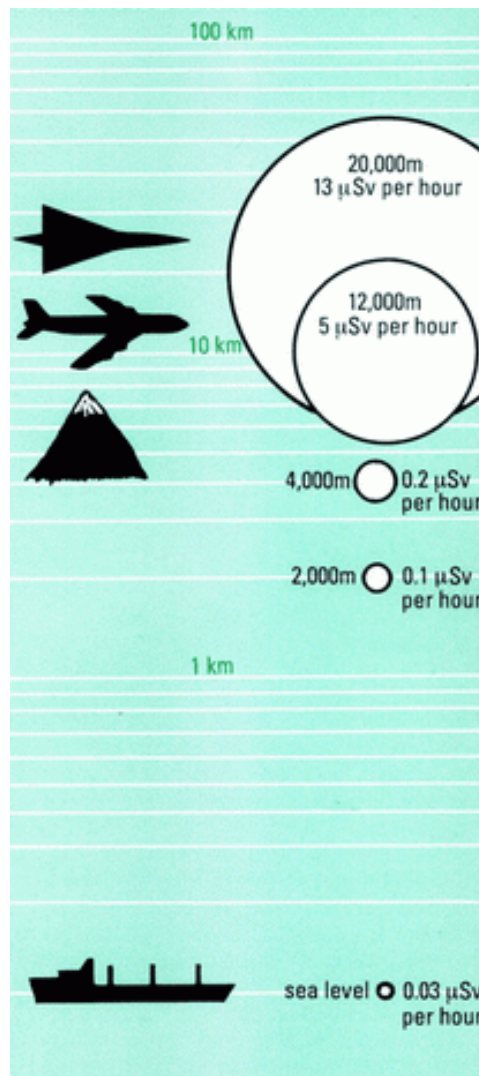 100 km
20,000m
13 μSv per hour
12,000m
5 μSv per hour
10 km
4,000m 0.2 μSv
per hour
2,000m 0.1 μSv
per hour
1 km
sea level 0.03 μSv
per hour